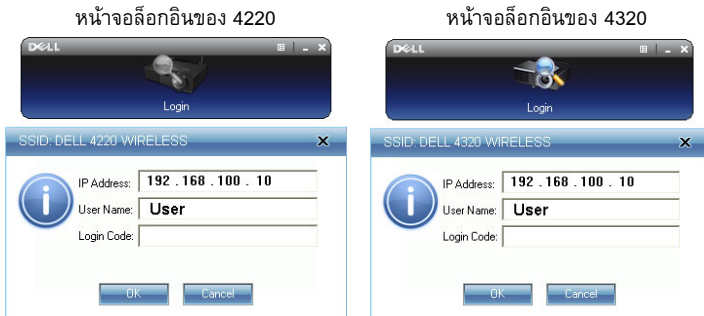 หน้าจอล็อกอินของ 4220
DELL
Login
SSID: DELL 4220 WIRELESS
IP Address: 192 . 168 . 100 . 10
User Name: User
Login Code:
OK Cancel
หน้าจอล็อกอินของ 4320
DELL
Login
SSID: DELL 4320 WIRELESS
IP Address: 192 . 168 . 100 . 10
User Name: User
Login Code:
OK Cancel